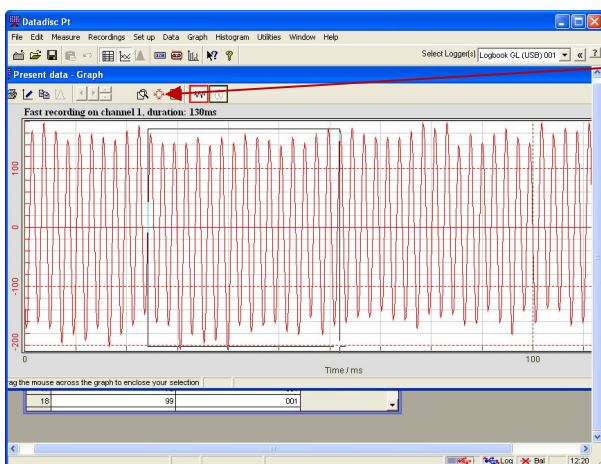 Datadisc Pt
File Edit Measure Recordings Set up Data Graph Histogram Utilities Window Help
Select Logger(s) Logbook GL (USB) 001
Present data - Graph
Fast recording on channel 1, duration: 130ms
100
0
-100
-200
0 100
Time / ms
ag the mouse across the graph to enclose your selection
18 99 001
Log Bal 12:20